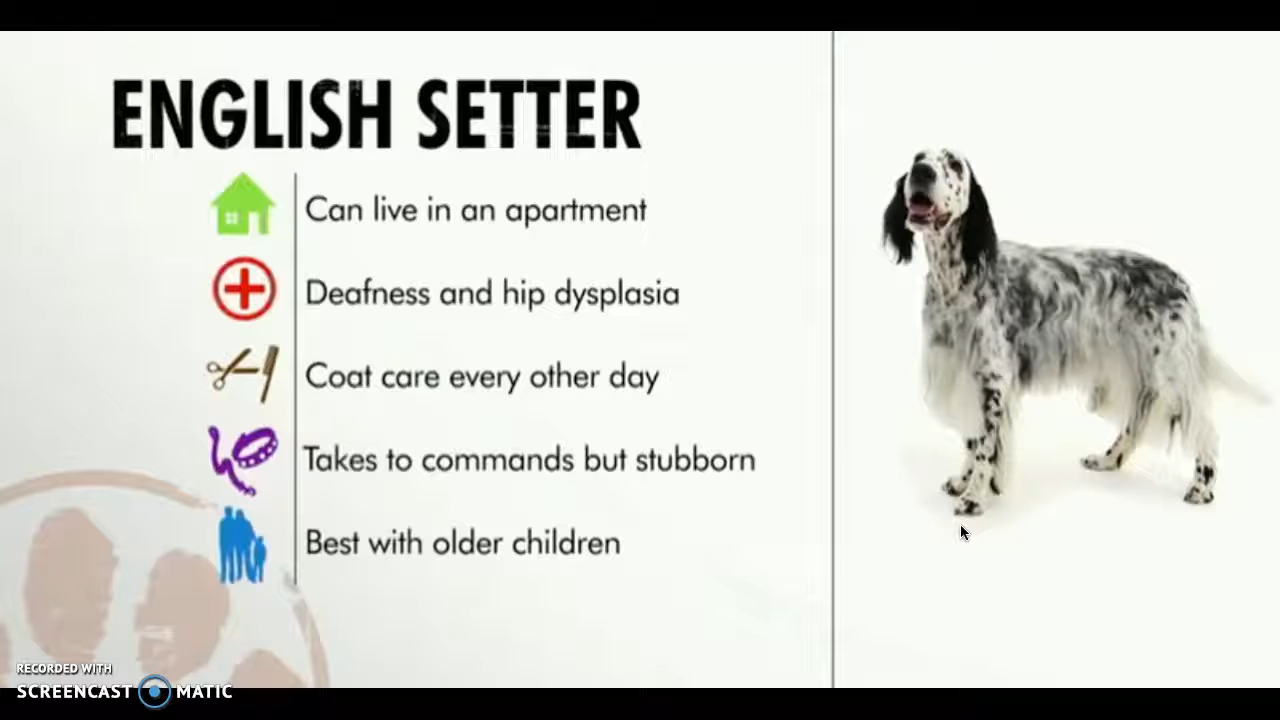 ENGLISH SETTER
Can live in an apartment
Deafness and hip dysplasia
Coat care every other day
Takes to commands but stubborn
Best with older children
RECORDED WITH
SCREENCAST MATIC